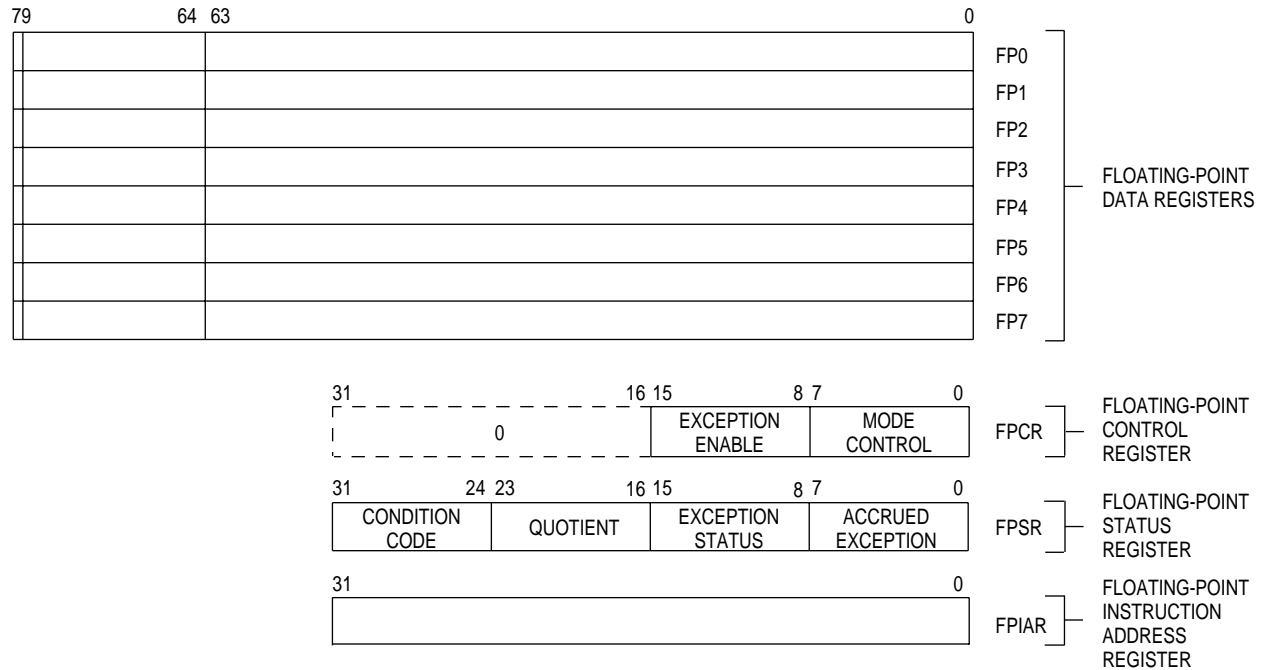 79 64 63 0
FP0
FP1
FP2
FP3
FP4
FP5
FP6
FP7
FLOATING-POINT
DATA REGISTERS
31 16 15 8 7 0
0
EXCEPTION
ENABLE
MODE
CONTROL
FPCR
FLOATING-POINT
CONTROL
REGISTER
31 24 23 16 15 8 7 0
CONDITION
CODE
QUOTIENT
EXCEPTION
STATUS
ACCRUED
EXCEPTION
FPSR
FLOATING-POINT
STATUS
REGISTER
31 0
FPIAR
FLOATING-POINT
INSTRUCTION
ADDRESS
REGISTER